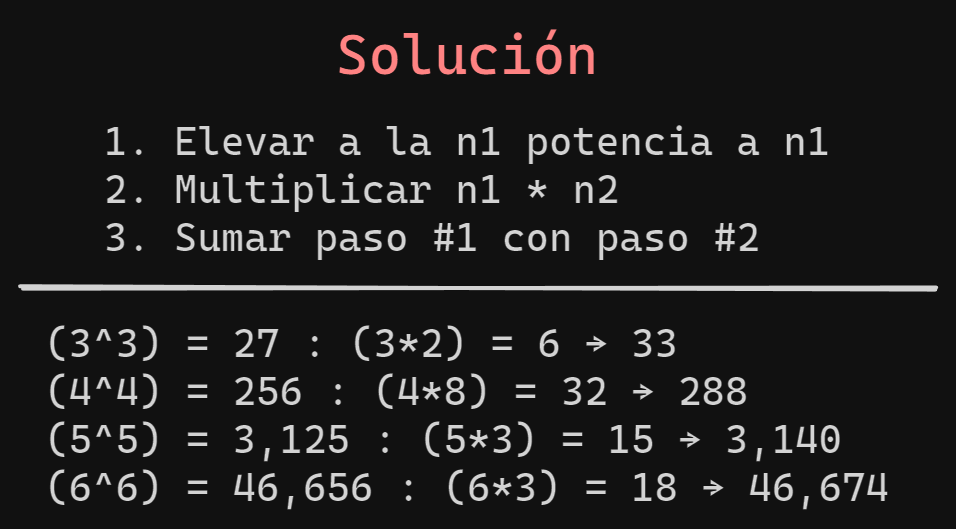 Solución
1. Elevar a la n1 potencia a n1
2. Multiplicar n1 * n2
3. Sumar paso #1 con paso #2
(3^3) = 27 : (3*2) = 6 → 33
(4^4) = 256 : (4*8) = 32 → 288
(5^5) = 3,125 : (5*3) = 15 → 3,140
(6^6) = 46,656 : (6*3) = 18 → 46,674